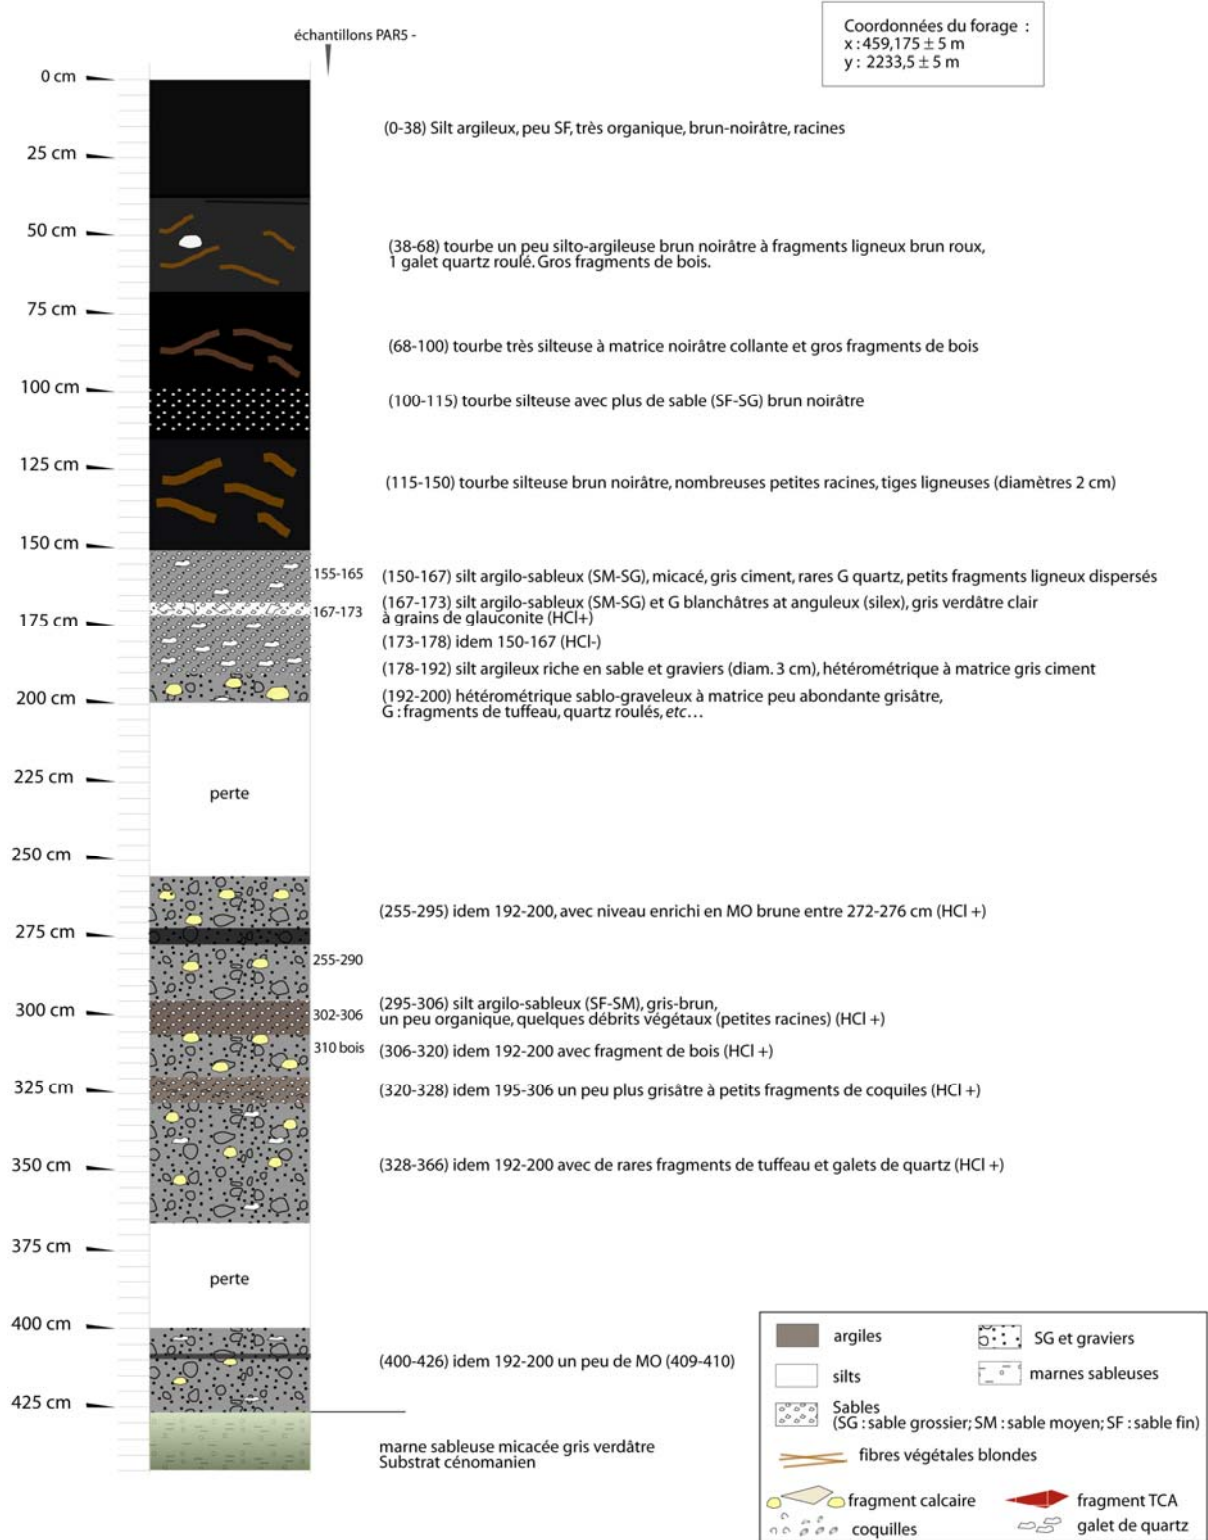 échantillons PAR5 -
Coordonnées du forage :
x : 459,175 ± 5 m
y : 2233,5 ± 5 m
0 cm
(0-38) Silt argileux, peu SF, très organique, brun-noirâtre, racines
25 cm
50 cm
(38-68) tourbe un peu silto-argileuse brun noirâtre à fragments ligneux brun roux,
1 galet quartz roulé. Gros fragments de bois.
75 cm
(68-100) tourbe très silteuse à matrice noirâtre collante et gros fragments de bois
100 cm
(100-115) tourbe silteuse avec plus de sable (SF-SG) brun noirâtre
125 cm
(115-150) tourbe silteuse brun noirâtre, nombreuses petites racines, tiges ligneuses (diamètres 2 cm)
150 cm
155-165
(150-167) silt argilo-sableux (SM-SG), micacé, gris ciment, rares G quartz, petits fragments ligneux dispersés
167-173
(167-173) silt argilo-sableux (SM-SG) et G blanchâtres at anguleux (silex), gris verdâtre clair
à grains de glauconite (HCl+)
175 cm
(173-178) idem 150-167 (HCl-)
(178-192) silt argileux riche en sable et graviers (diam. 3 cm), hétérométrique à matrice gris ciment
200 cm
(192-200) hétérométrique sablo-graveleux à matrice peu abondante grisâtre,
G : fragments de tuffeau, quartz roulés, etc…
225 cm
perte
250 cm
(255-295) idem 192-200, avec niveau enrichi en MO brune entre 272-276 cm (HCl +)
275 cm
255-290
300 cm
302-306
(295-306) silt argilo-sableux (SF-SM), gris-brun,
un peu organique, quelques débrits végétaux (petites racines) (HCl +)
310 bois
(306-320) idem 192-200 avec fragment de bois (HCl +)
325 cm
(320-328) idem 195-306 un peu plus grisâtre à petits fragments de coquiles (HCl +)
350 cm
(328-366) idem 192-200 avec de rares fragments de tuffeau et galets de quartz (HCl +)
375 cm
perte
400 cm
(400-426) idem 192-200 un peu de MO (409-410)
425 cm
marne sableuse micacée gris verdâtre
Substrat cénomanien
argiles
SG et graviers
silts
marnes sableuses
Sables
(SG : sable grossier; SM : sable moyen; SF : sable fin)
fibres végétales blondes
fragment calcaire
fragment TCA
coquilles
galet de quartz